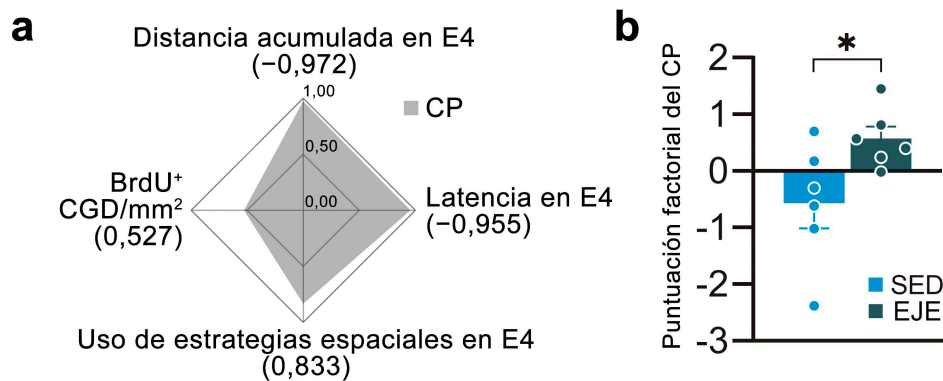 a
Distancia acumulada en E4
(−0,972)
1,00
CP
0,50
0,00
BrdU⁺
CGD/mm²
(0,527)
Latencia en E4
(−0,955)
Uso de estrategias espaciales en E4
(0,833)
b
Puntuación factorial del CP
2
1
0
-1
-2
-3
*
SED
EJE